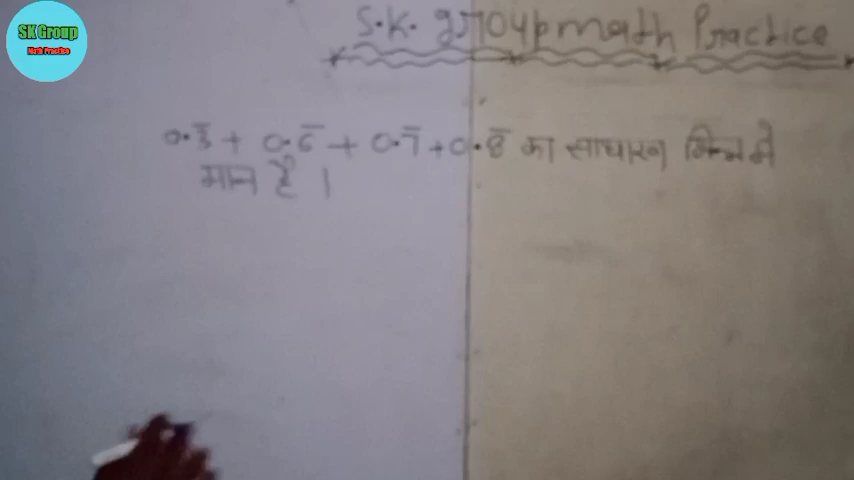 SK Group
Math Practice
S.K. group math Practice
0.3̅ + 0.6̅ + 0.7̅ + 0.8̅ का साधारण भिन्न मे
मान है ।